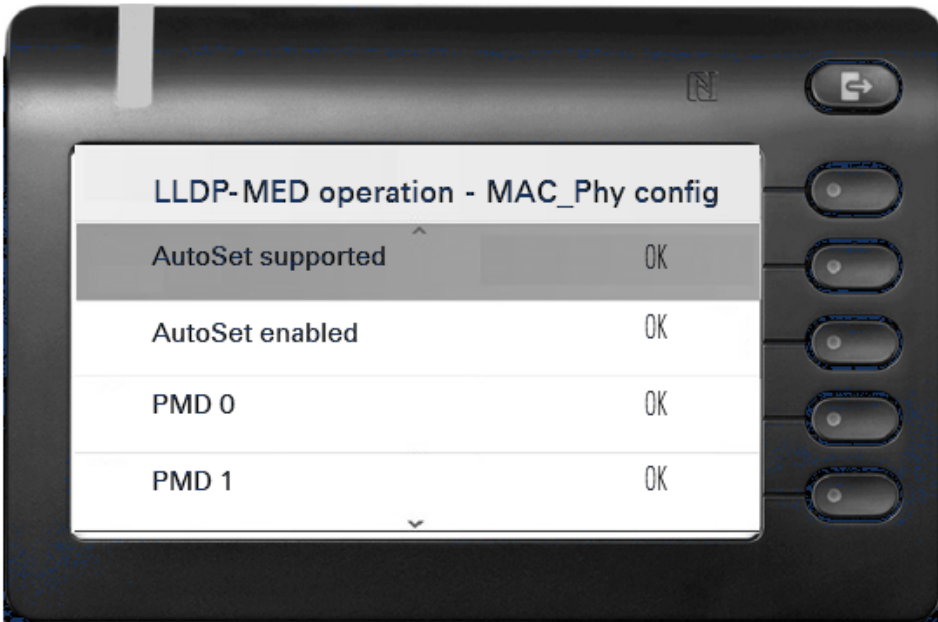 LLDP-MED operation - MAC_Phy config
AutoSet supported OK
AutoSet enabled OK
PMD 0 OK
PMD 1 OK